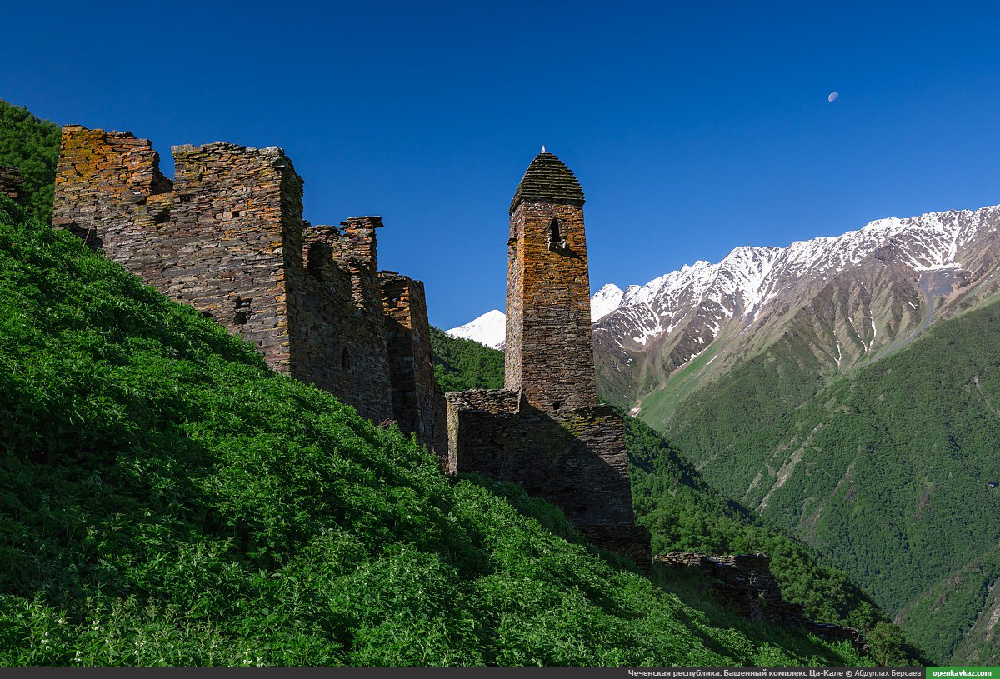 Чеченская республика. Башенный комплекс Ца-Кале © Абдуллах Берсаев openkavkaz.com